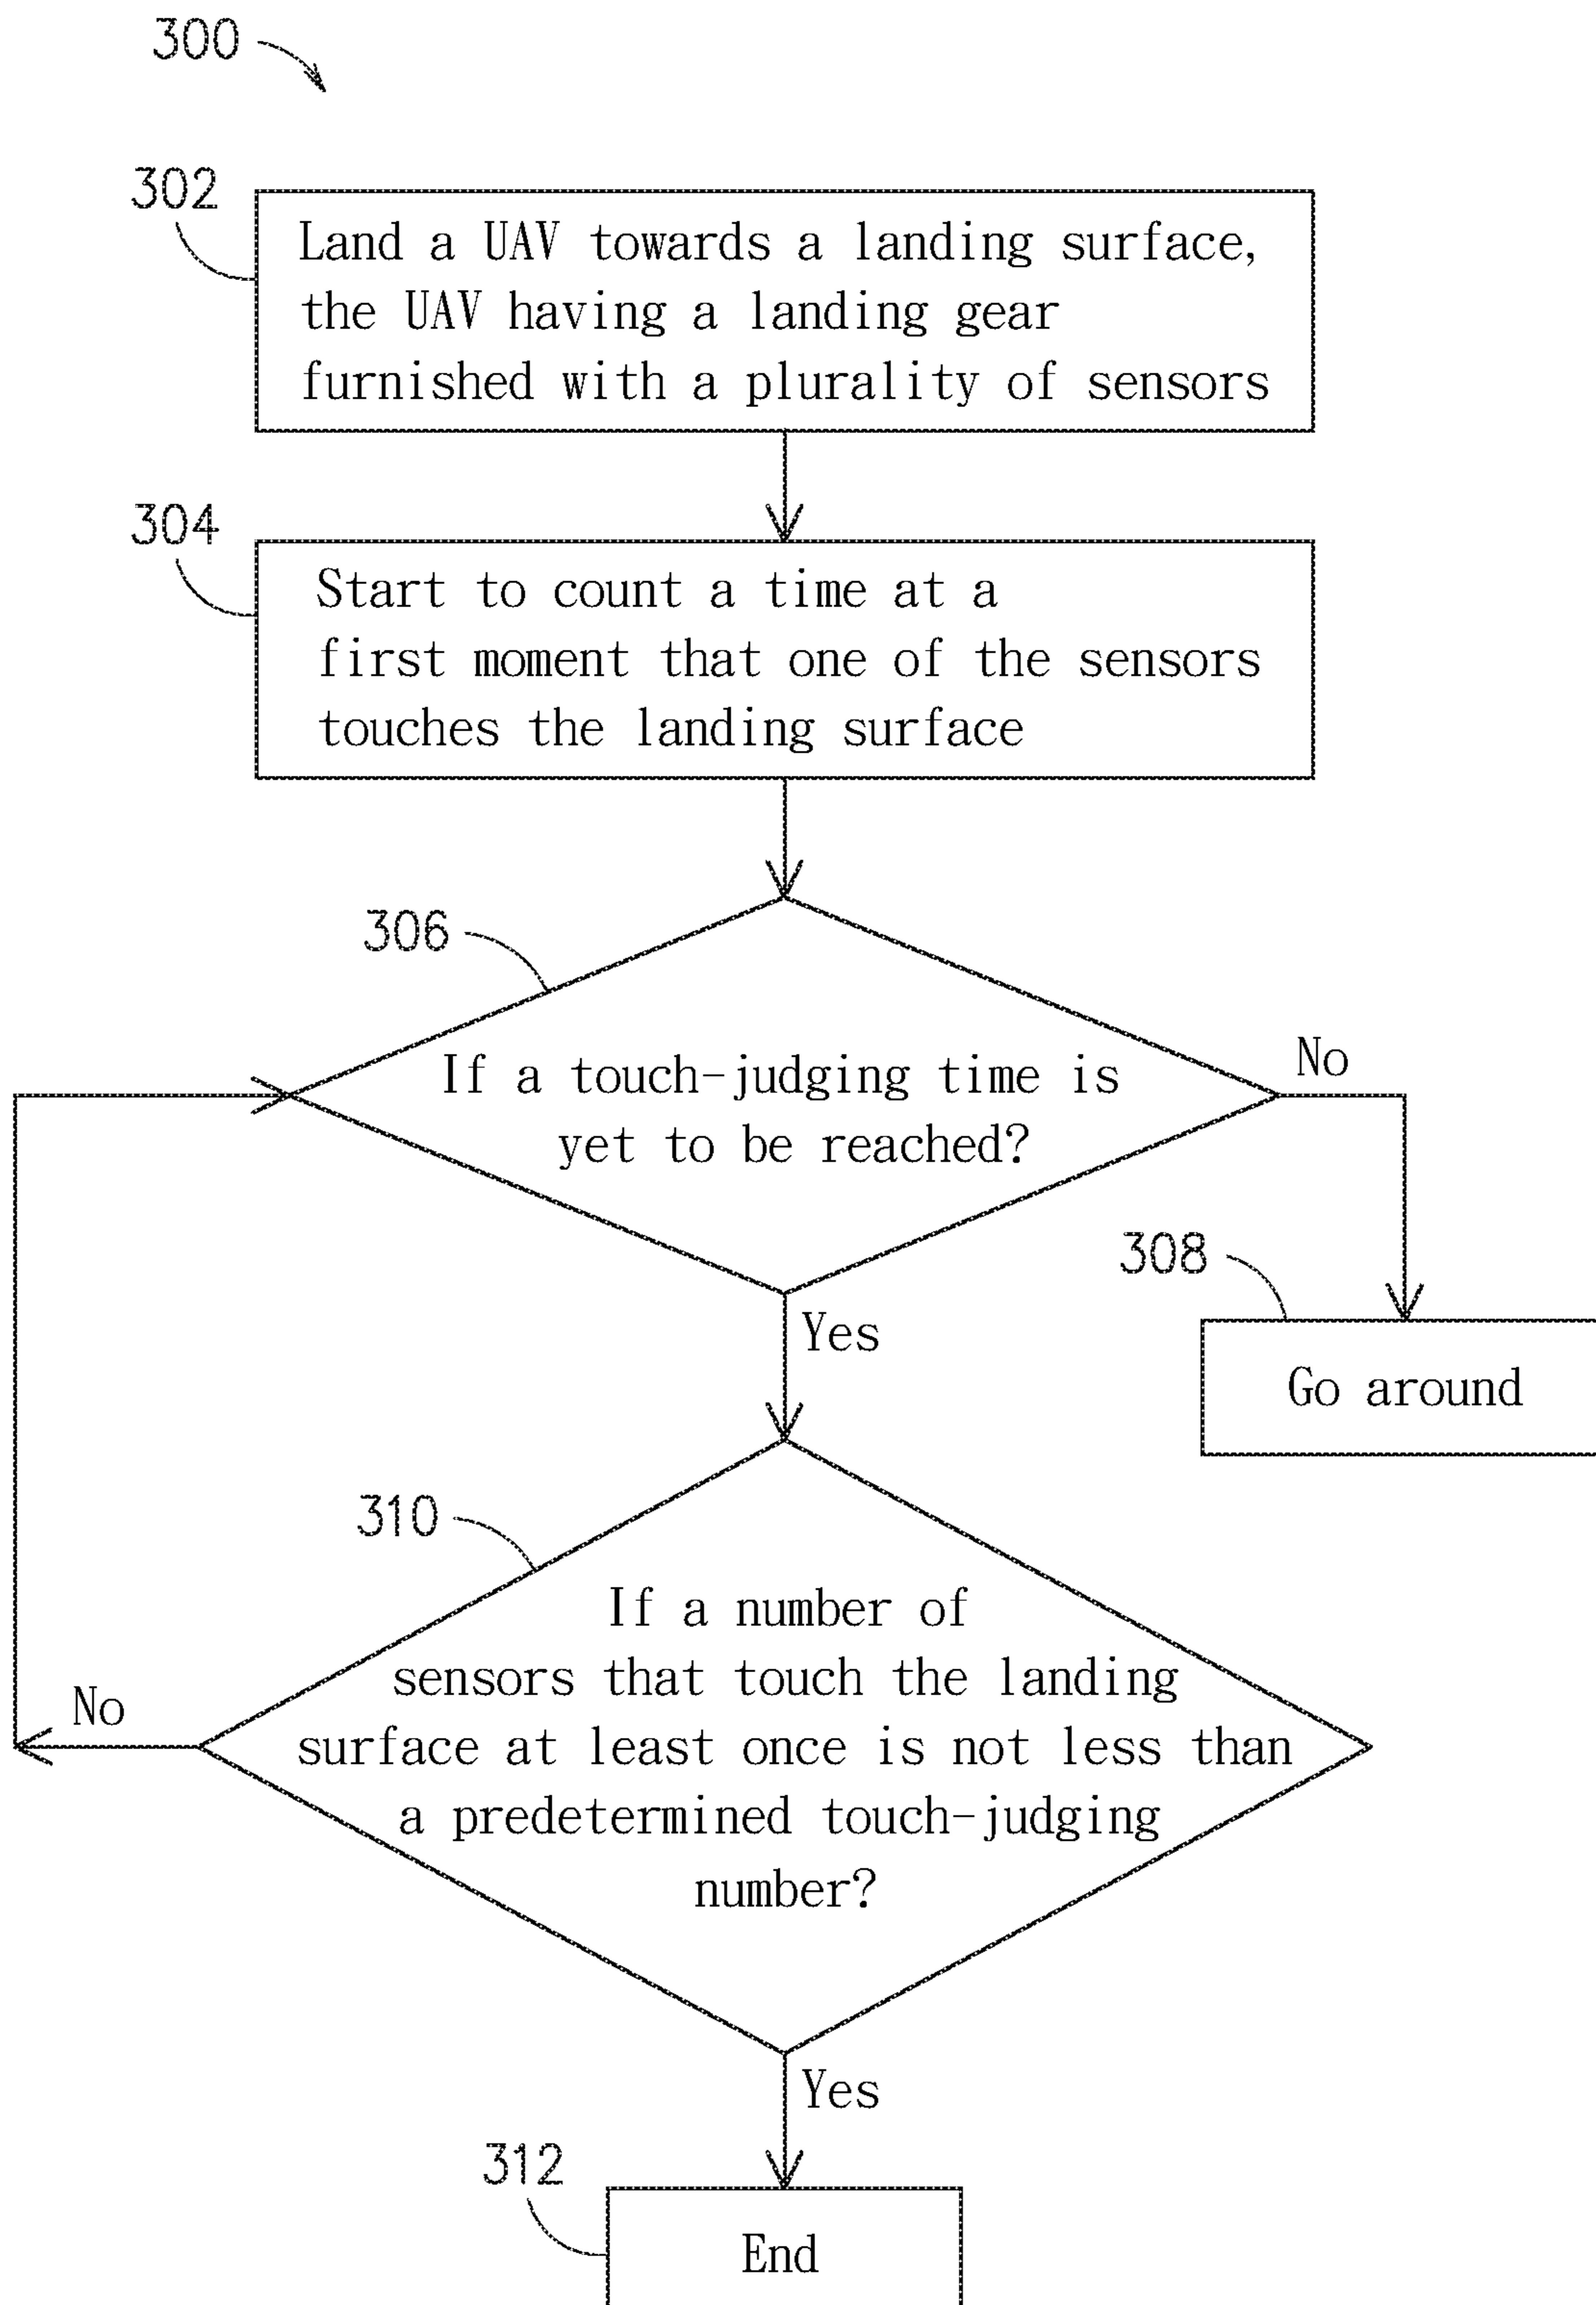 300
302
Land a UAV towards a landing surface,
the UAV having a landing gear
furnished with a plurality of sensors
304
Start to count a time at a
first moment that one of the sensors
touches the landing surface
306
If a touch-judging time is
yet to be reached?
No
308
Go around
Yes
310
If a number of
sensors that touch the landing
surface at least once is not less than
a predetermined touch-judging
number?
No
Yes
312
End